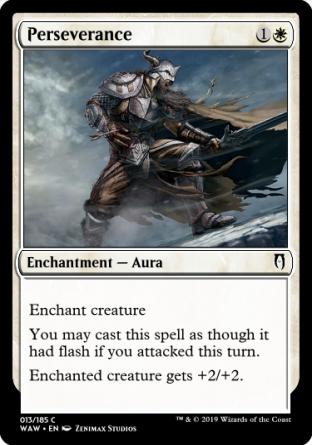 Perseverance 1
Enchantment — Aura
Enchant creature
You may cast this spell as though it
had flash if you attacked this turn.
Enchanted creature gets +2/+2.
013/185 C
WAW • EN ZENIMAX STUDIOS
™ & © 2019 Wizards of the Coast